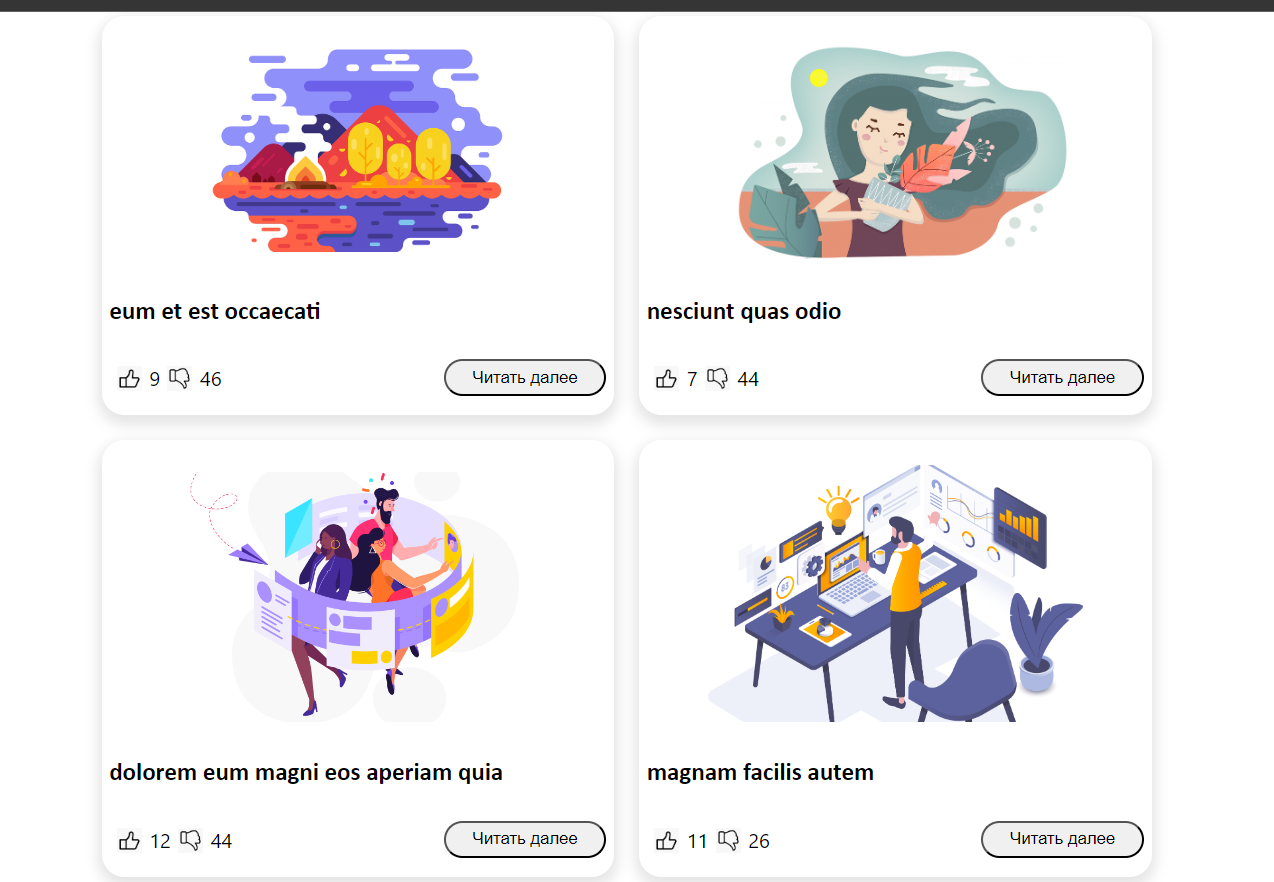 eum et est occaecati
9 46
Читать далее
nesciunt quas odio
7 44
Читать далее
dolorem eum magni eos aperiam quia
12 44
Читать далее
magnam facilis autem
11 26
Читать далее